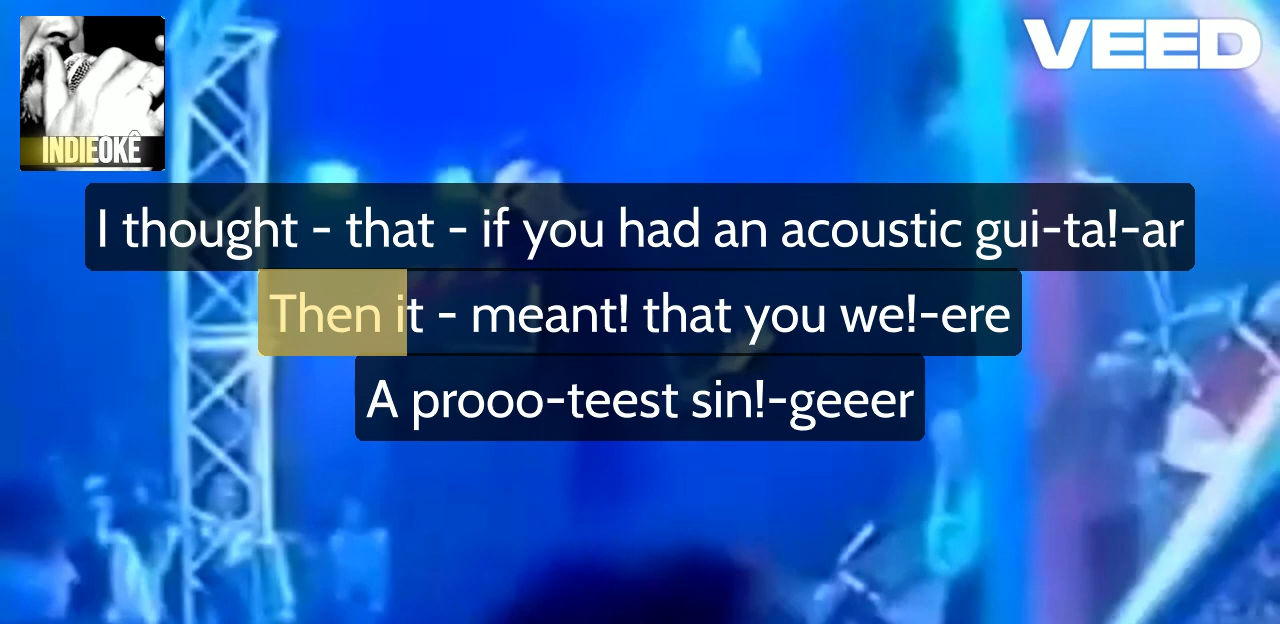 VEED
INDIEOKÊ
I thought - that - if you had an acoustic gui-ta!-ar
Then it - meant! that you we!-ere
A prooo-teest sin!-geeer